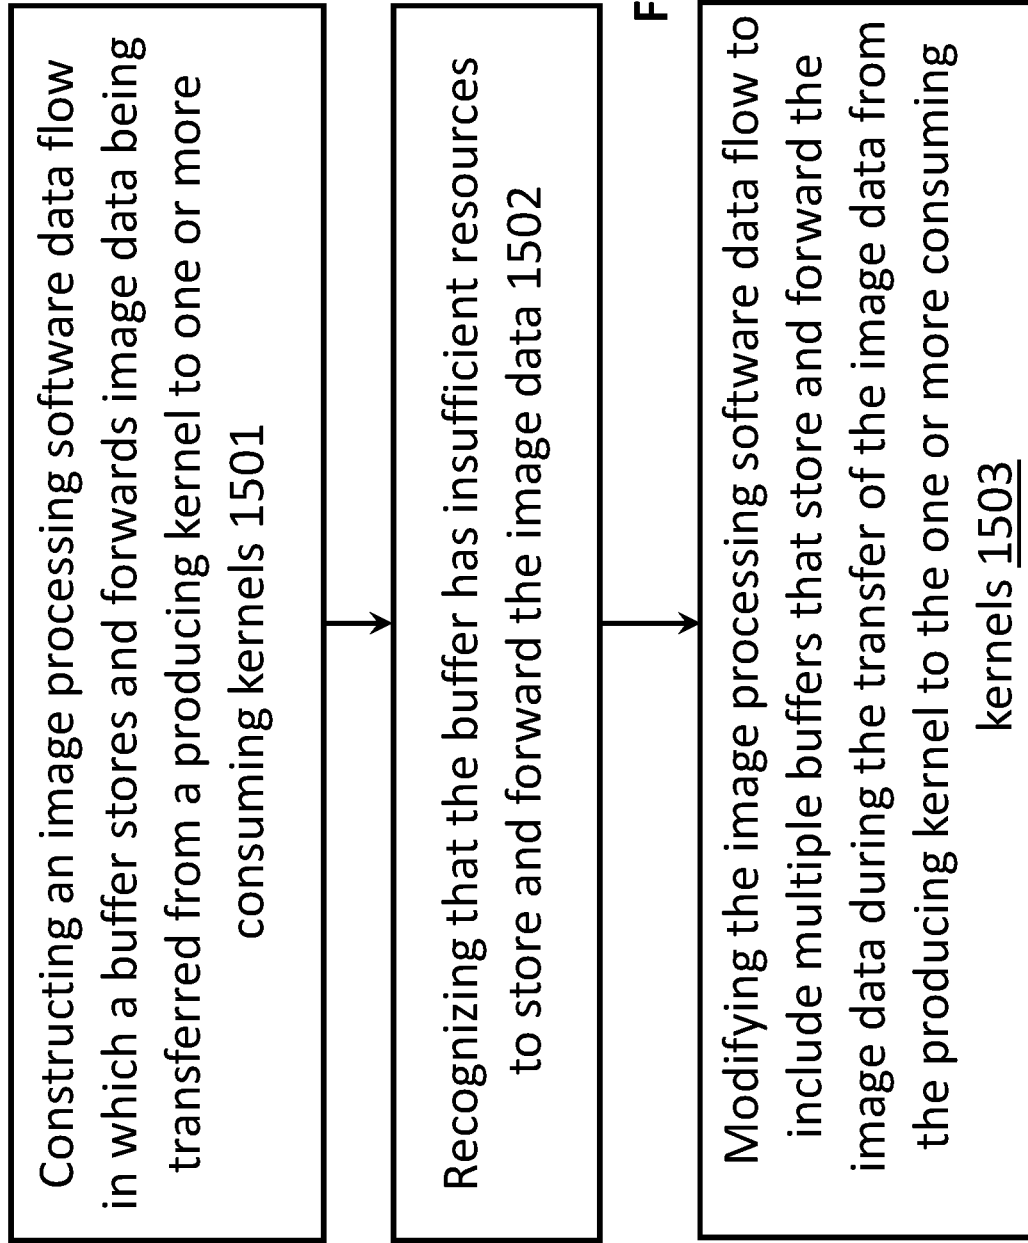 Constructing an image processing software data flow
in which a buffer stores and forwards image data being
transferred from a producing kernel to one or more
consuming kernels 1501
Recognizing that the buffer has insufficient resources
to store and forward the image data 1502
F
Modifying the image processing software data flow to
include multiple buffers that store and forward the
image data during the transfer of the image data from
the producing kernel to the one or more consuming
kernels 1503